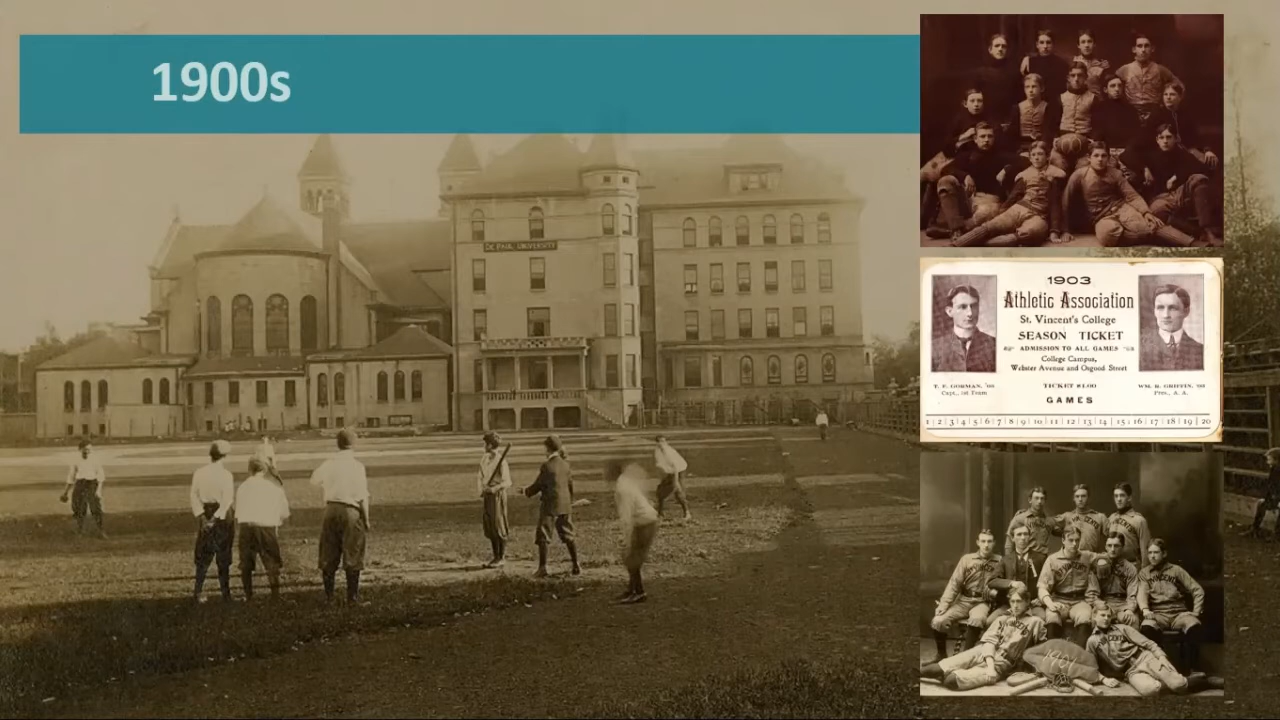 1900s
DE PAUL UNIVERSITY
1903
Athletic Association
St. Vincent's College
SEASON TICKET
ADMISSION TO ALL GAMES
College Campus,
Webster Avenue and Osgood Street
TICKET $1.00
GAMES
T. F. GORMAN,
Capt., 1st Team
WM. R. GRIFFIN,
Pres., A. A.
1|2|3|4|5|6|7|8|9|10|11|12|13|14|15|16|17|18|19|20